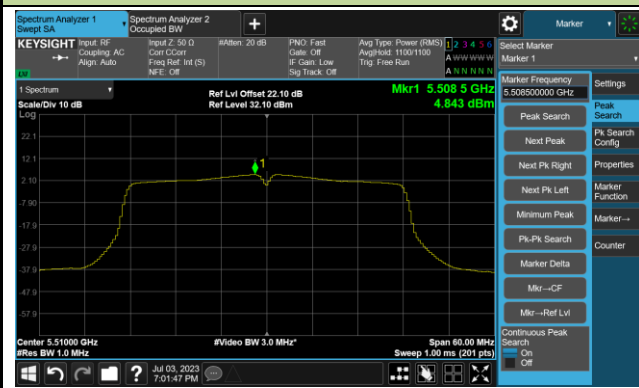 Spectrum Analyzer 1
Swept SA
Spectrum Analyzer 2
Occupied BW
+
Marker
KEYSIGHT
Input: RF
Coupling: AC
Align: Auto
Input Z: 50 Ω
Corr CCorr
Freq Ref: Int (S)
NFE: Off
#Atten: 20 dB
PNO: Fast
Gate: Off
IF Gain: Low
Sig Track: Off
Avg Type: Power (RMS)
Avg|Hold: 1100/1100
Trig: Free Run
1 2 3 4 5 6
A W W W W W
A N N N N N
Select Marker
Marker 1
1 Spectrum
Scale/Div 10 dB
Log
Ref Lvl Offset 22.10 dB
Ref Level 32.10 dBm
Mkr1 5.508 5 GHz
4.843 dBm
22.1
12.1
2.10
-7.90
-17.9
-27.9
-37.9
-47.9
-57.9
1
Center 5.51000 GHz
#Res BW 1.0 MHz
#Video BW 3.0 MHz*
Span 60.00 MHz
Sweep 1.00 ms (201 pts)
Marker Frequency
5.508500000 GHz
Peak Search
Next Peak
Next Pk Right
Next Pk Left
Minimum Peak
Pk-Pk Search
Marker Delta
Mkr→CF
Mkr→Ref Lvl
Continuous Peak
Search
On
Off
Settings
Peak
Search
Pk Search
Config
Properties
Marker
Function
Marker→
Counter
?
Jul 03, 2023
7:01:47 PM